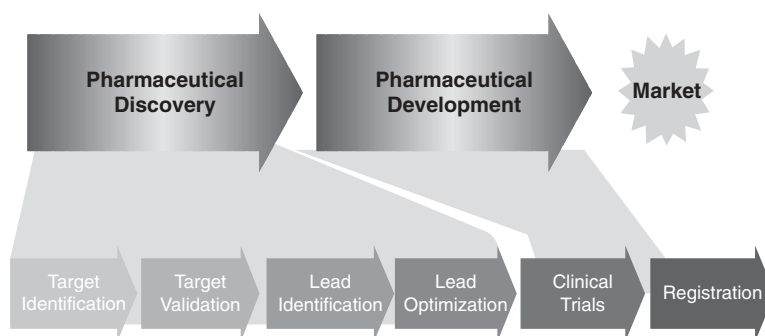 Pharmaceutical
Discovery
Pharmaceutical
Development
Market
Target
Identification
Target
Validation
Lead
Identification
Lead
Optimization
Clinical
Trials
Registration